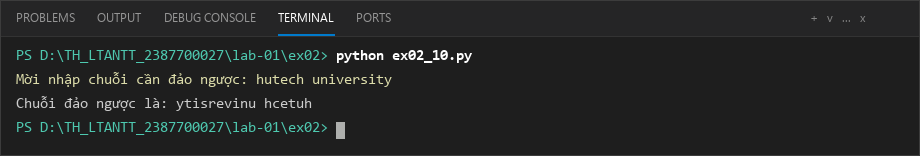 PROBLEMS OUTPUT DEBUG CONSOLE TERMINAL PORTS + v ... x
PS D:\TH_LTANTT_2387700027\lab-01\ex02> python ex02_10.py
Mời nhập chuỗi cần đảo ngược: hutech university
Chuỗi đảo ngược là: ytisrevinu hcetuh
PS D:\TH_LTANTT_2387700027\lab-01\ex02>